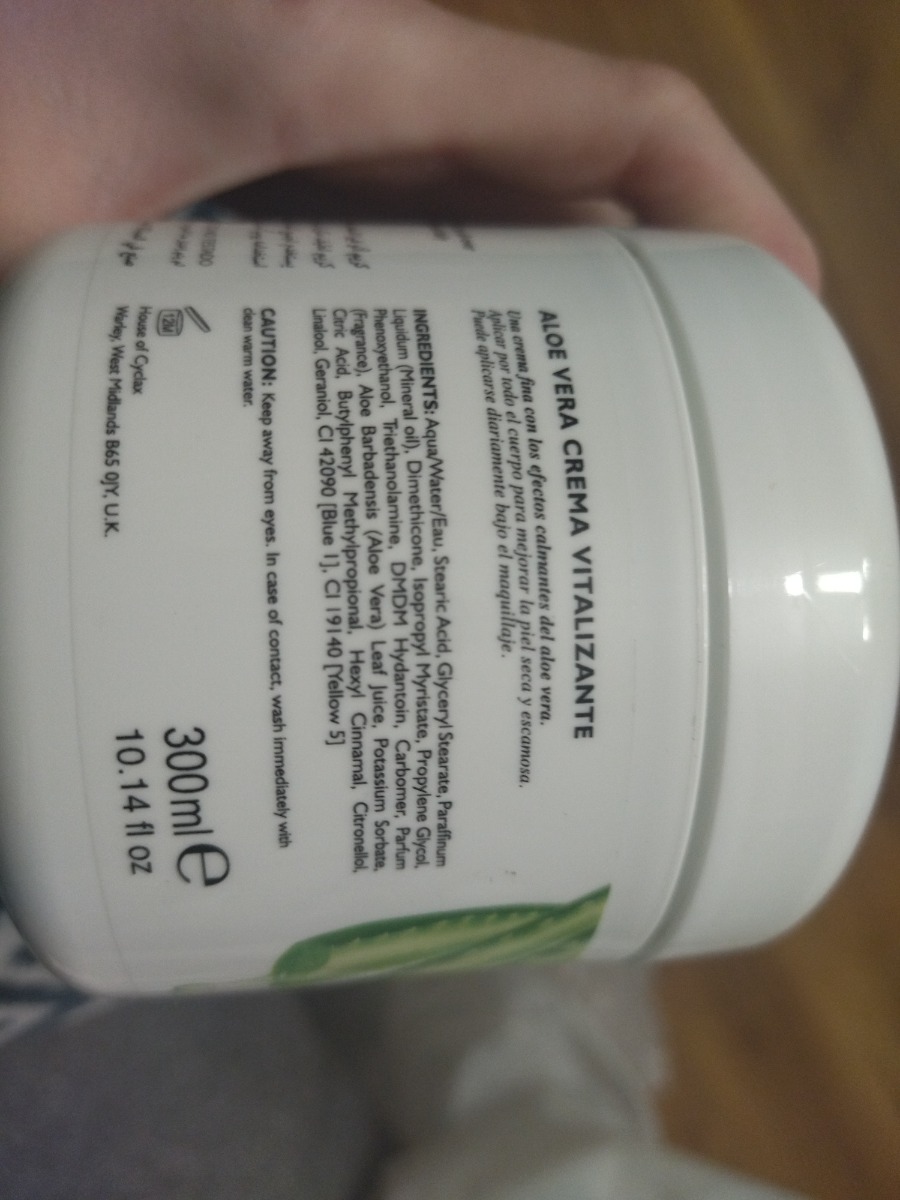 ALOE VERA CREMA VITALIZANTE
Una crema fina con los efectos calmantes del aloe vera.
Aplicar por todo el cuerpo para mejorar la piel seca y escamosa.
Puede aplicarse diariamente bajo el maquillaje.
INGREDIENTS: Aqua/Water/Eau, Stearic Acid, Glyceryl Stearate, Paraffinum
Liquidum (Mineral oil), Dimethicone, Isopropyl Myristate, Propylene Glycol,
Phenoxyethanol, Triethanolamine, DMDM Hydantoin, Carbomer, Parfum
(Fragrance), Aloe Barbadensis (Aloe Vera) Leaf Juice, Potassium Sorbate,
Citric Acid, Butylphenyl Methylpropional, Hexyl Cinnamal, Citronellol,
Linalool, Geraniol, CI 42090 [Blue 1], CI 19140 [Yellow 5]
CAUTION: Keep away from eyes. In case of contact, wash immediately with
clean warm water.
12M
300ml e
House of Cyclax
10.14 fl oz
Warley, West Midlands B65 0JY, U.K.